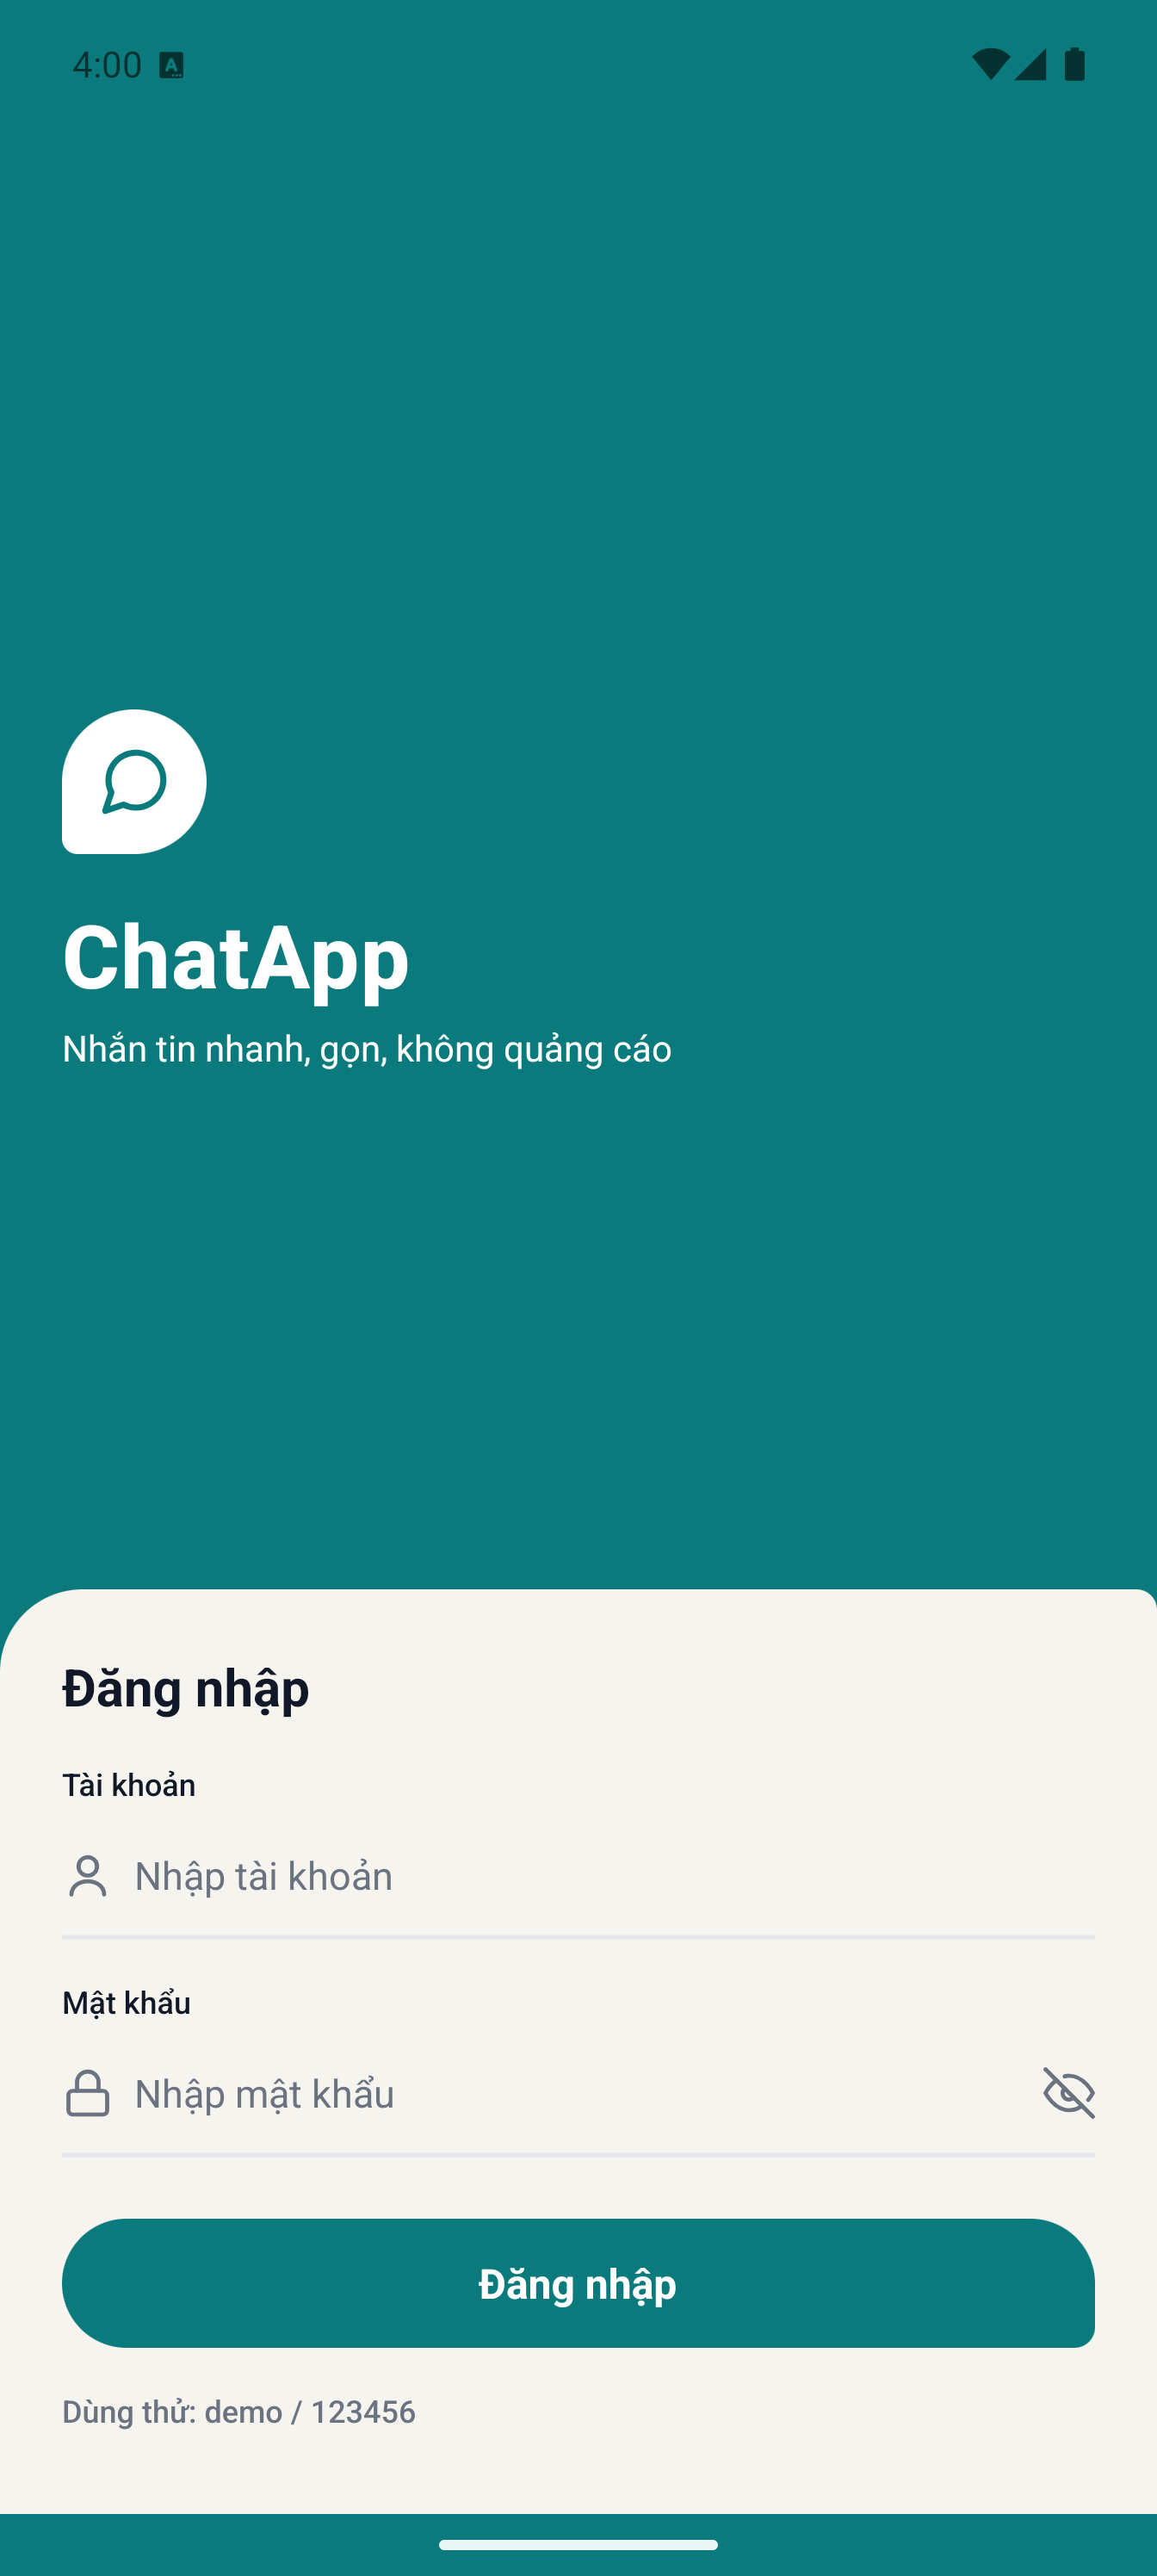 4:00
ChatApp
Nhắn tin nhanh, gọn, không quảng cáo
Đăng nhập
Tài khoản
Nhập tài khoản
Mật khẩu
Nhập mật khẩu
Đăng nhập
Dùng thử: demo / 123456